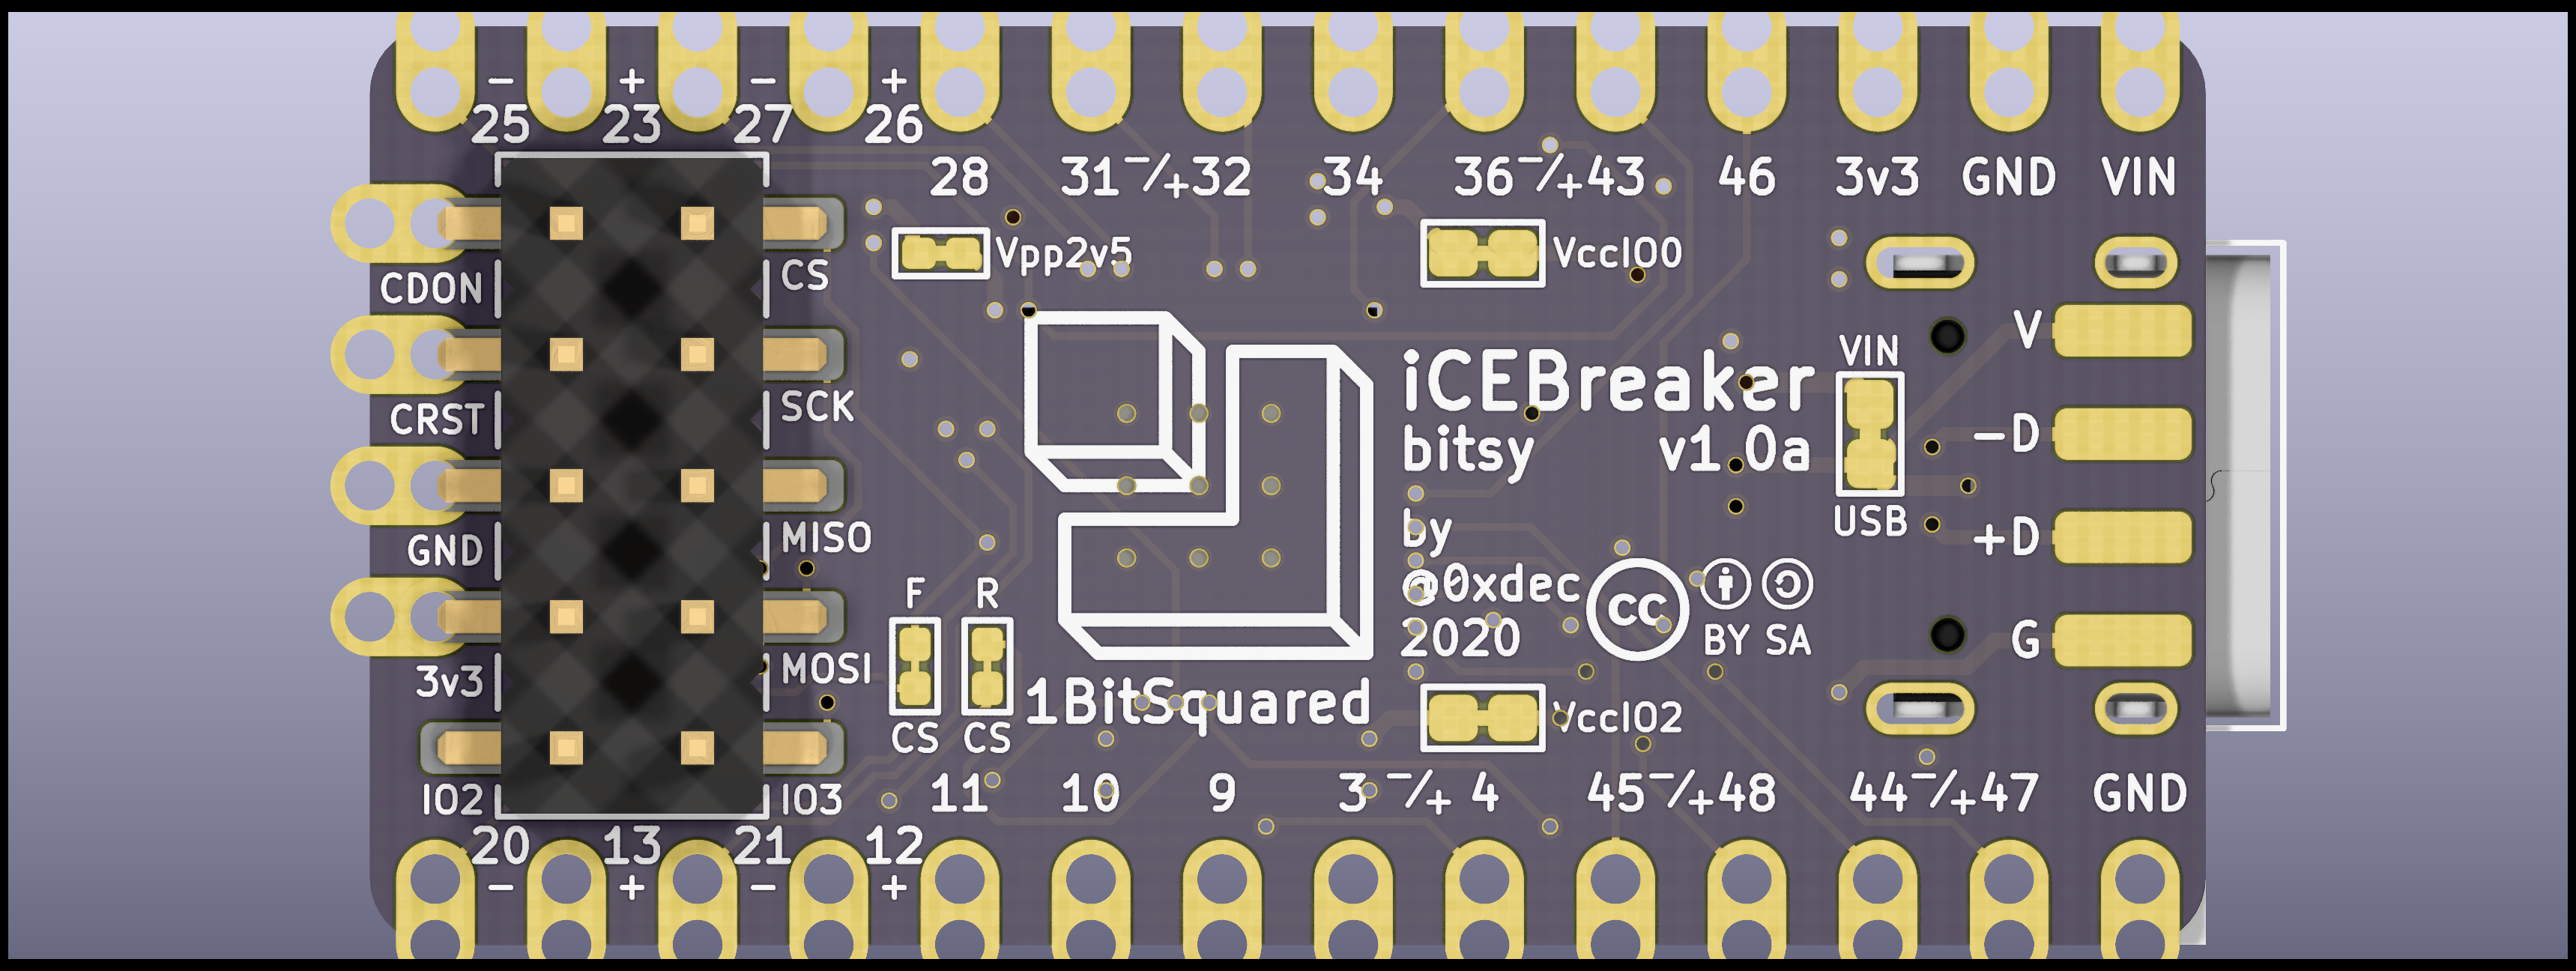 - + - +
25 23 27 26
28 31-/+32 34 36-/+43 46 3v3 GND VIN
Vpp2v5 VccIO0
CDON CS
CRST SCK
GND MISO
3v3 MOSI
IO2 IO3
iCEBreaker
bitsy v1.0a
by
@0xdec
2020
CC
BY SA
VIN
USB
V
-D
+D
G
F R
CS CS
1BitSquared
VccIO2
11 10 9 3-/+ 4 45-/+48 44-/+47 GND
20 13 21 12
- + - +